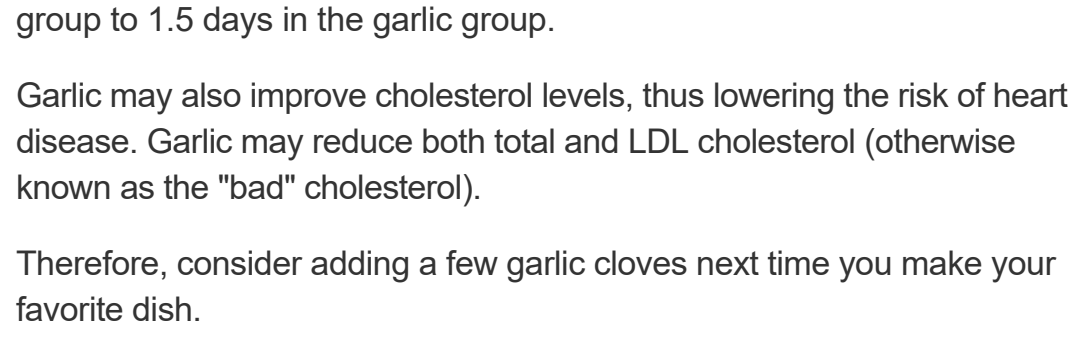 group to 1.5 days in the garlic group.
Garlic may also improve cholesterol levels, thus lowering the risk of heart
disease. Garlic may reduce both total and LDL cholesterol (otherwise
known as the "bad" cholesterol).
Therefore, consider adding a few garlic cloves next time you make your
favorite dish.